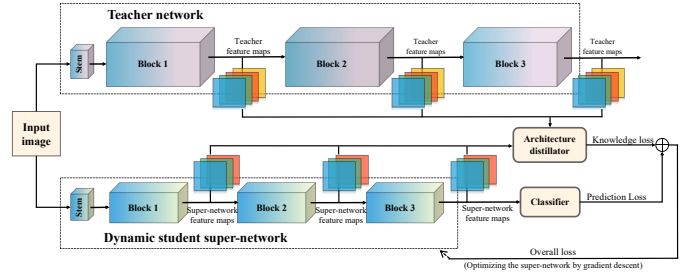 Teacher network
Stem
Block 1
Teacher
feature maps
Block 2
Teacher
feature maps
Block 3
Teacher
feature maps
Input
image
Architecture
distillator
Knowledge loss
Stem
Block 1
Super-network
feature maps
Block 2
Super-network
feature maps
Block 3
Super-network
feature maps
Classifier
Prediction Loss
Dynamic student super-network
Overall loss
(Optimizing the super-network by gradient descent)